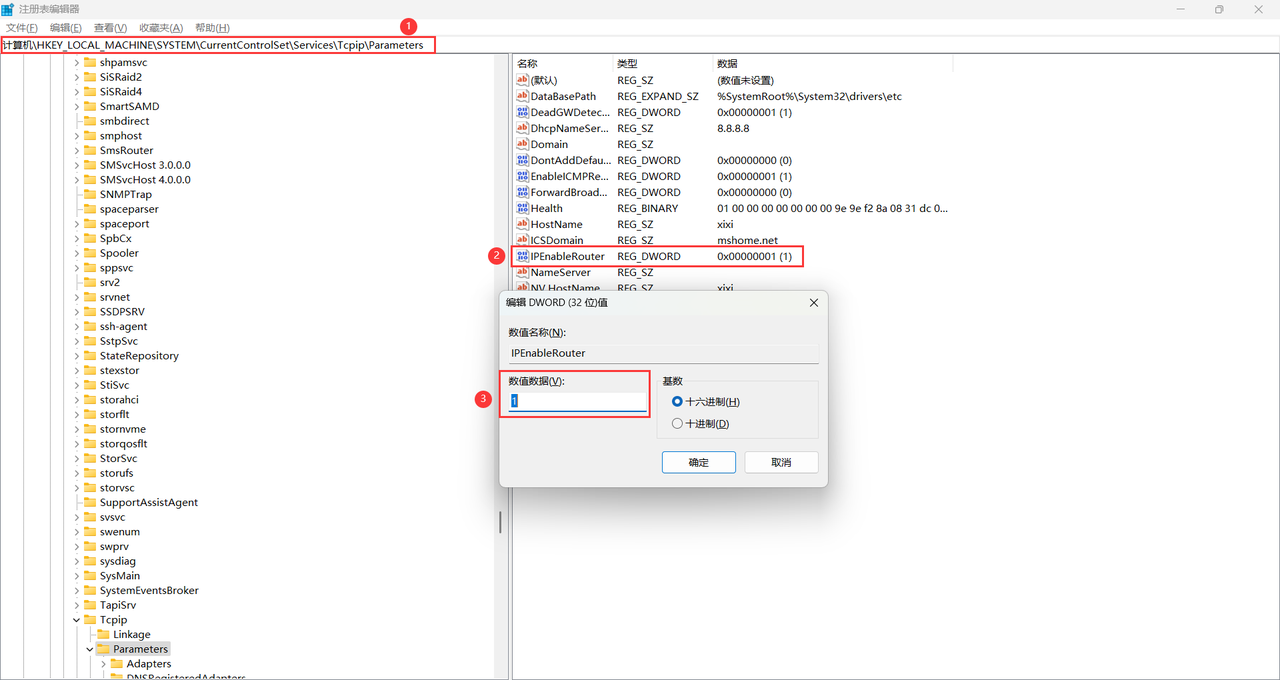 注册表编辑器
文件(F) 编辑(E) 查看(V) 收藏夹(A) 帮助(H)
1
计算机\HKEY_LOCAL_MACHINE\SYSTEM\CurrentControlSet\Services\Tcpip\Parameters
shpamsvc
SiSRaid2
SiSRaid4
SmartSAMD
smbdirect
smphost
SmsRouter
SMSvcHost 3.0.0.0
SMSvcHost 4.0.0.0
SNMPTrap
spaceparser
spaceport
SpbCx
Spooler
sppsvc
srv2
srvnet
SSDPSRV
ssh-agent
SstpSvc
StateRepository
stexstor
StiSvc
storahci
storflt
stornvme
storqosflt
StorSvc
storufs
storvsc
SupportAssistAgent
svsvc
swenum
swprv
sysdiag
SysMain
SystemEventsBroker
TapiSrv
Tcpip
Linkage
Parameters
Adapters
DNSRegisteredAdapters
名称 类型 数据
(默认) REG_SZ (数值未设置)
DataBasePath REG_EXPAND_SZ %SystemRoot%\System32\drivers\etc
DeadGWDetec... REG_DWORD 0x00000001 (1)
DhcpNameSer... REG_SZ 8.8.8.8
Domain REG_SZ
DontAddDefau... REG_DWORD 0x00000000 (0)
EnableICMPRe... REG_DWORD 0x00000001 (1)
ForwardBroad... REG_DWORD 0x00000000 (0)
Health REG_BINARY 01 00 00 00 00 00 00 00 9e 9e f2 8a 08 31 dc 0...
HostName REG_SZ xixi
ICSDomain REG_SZ mshome.net
2
IPEnableRouter REG_DWORD 0x00000001 (1)
NameServer REG_SZ
NV HostName REG_SZ xixi
编辑 DWORD (32 位)值
数值名称(N):
IPEnableRouter
数值数据(V):
3
1
基数
十六进制(H)
十进制(D)
确定 取消